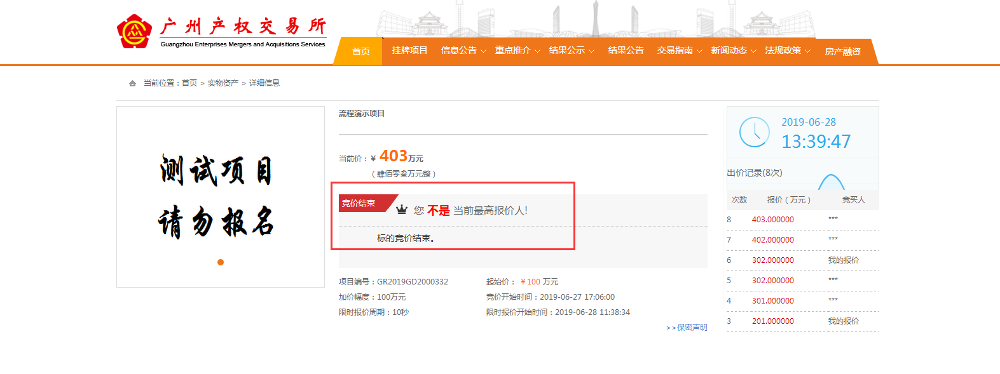 广州产权交易所
Guangzhou Enterprises Mergers and Acquisitions Services
首页 挂牌项目 信息公告 重点推介 结果公示 结果公告 交易指南 新闻动态 法规政策 房产融资
当前位置：首页 > 实物资产 > 详细信息
测试项目
请勿报名
流程演示项目
当前价：¥ 403万元
（肆佰零叁万元整）
竞价结束
您 不是 当前最高报价人!
标的竞价结束。
项目编号：GR2019GD2000332
起始价： ¥100 万元
加价幅度：100万元
竞价开始时间：2019-06-27 17:06:00
限时报价周期：10秒
限时报价开始时间：2019-06-28 11:38:34
>>保密声明
2019-06-28
13:39:47
出价记录(8次)
次数 报价（万元） 竞买人
8 403.000000 ***
7 402.000000 ***
6 302.000000 我的报价
5 302.000000 ***
4 301.000000 ***
3 201.000000 我的报价